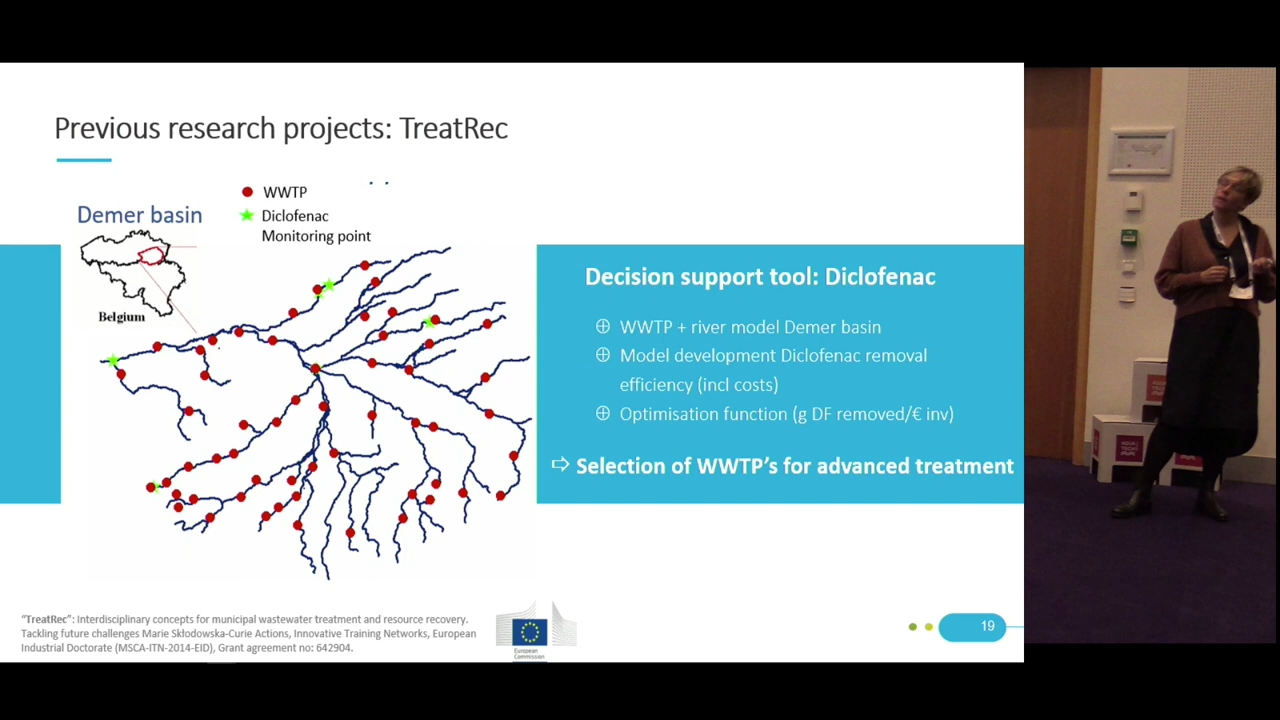 Previous research projects: TreatRec
WWTP
Diclofenac
Monitoring point
Demer basin
Belgium
Decision support tool: Diclofenac
WWTP + river model Demer basin
Model development Diclofenac removal
efficiency (incl costs)
Optimisation function (g DF removed/€ inv)
⇨ Selection of WWTP's for advanced treatment
"TreatRec": Interdisciplinary concepts for municipal wastewater treatment and resource recovery.
Tackling future challenges Marie Skłodowska-Curie Actions, Innovative Training Networks, European
Industrial Doctorate (MSCA-ITN-2014-EID), Grant agreement no: 642904.
European
Commission
19